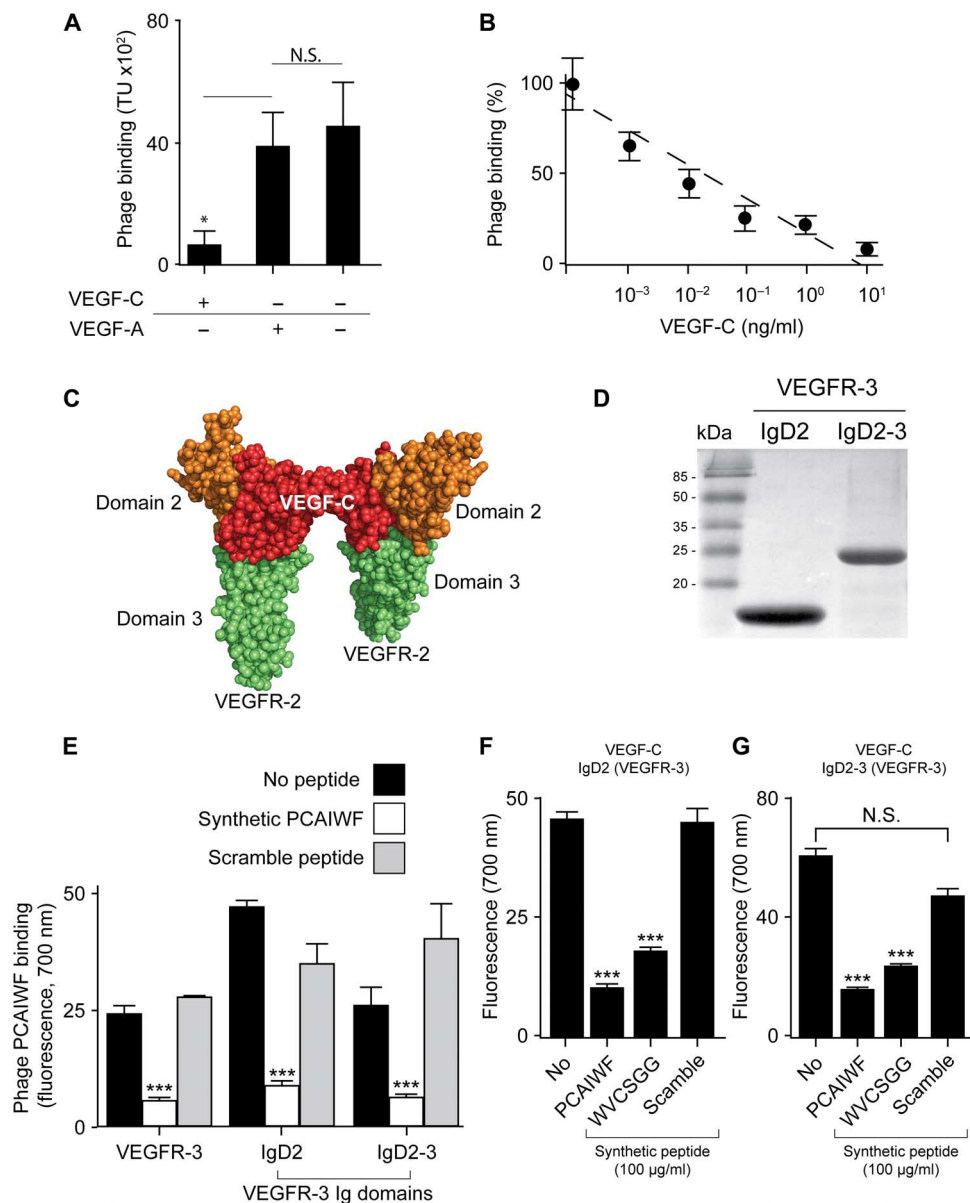 A
80
N.S.
40
*
0
Phage binding (TU x10²)
VEGF-C + – –
VEGF-A – + –
B
100
50
0
Phage binding (%)
10⁻³ 10⁻² 10⁻¹ 10⁰ 10¹
VEGF-C (ng/ml)
C
Domain 2
VEGF-C
Domain 2
Domain 3
Domain 3
VEGFR-2
VEGFR-2
D
VEGFR-3
kDa IgD2 IgD2-3
85 -
50 -
35 -
25 -
20 -
E
No peptide
Synthetic PCAIWF
Scramble peptide
50
25
0
Phage PCAIWF binding
(fluorescence, 700 nm)
*** *** ***
VEGFR-3 IgD2 IgD2-3
VEGFR-3 Ig domains
F
VEGF-C
IgD2 (VEGFR-3)
45
25
0
Fluorescence (700 nm)
***
***
No PCAIWF WVCSGG Scamble
Synthetic peptide
(100 µg/ml)
G
VEGF-C
IgD2-3 (VEGFR-3)
80
N.S.
40
0
Fluorescence (700 nm)
***
***
No PCAIWF WVCSGG Scamble
Synthetic peptide
(100 µg/ml)